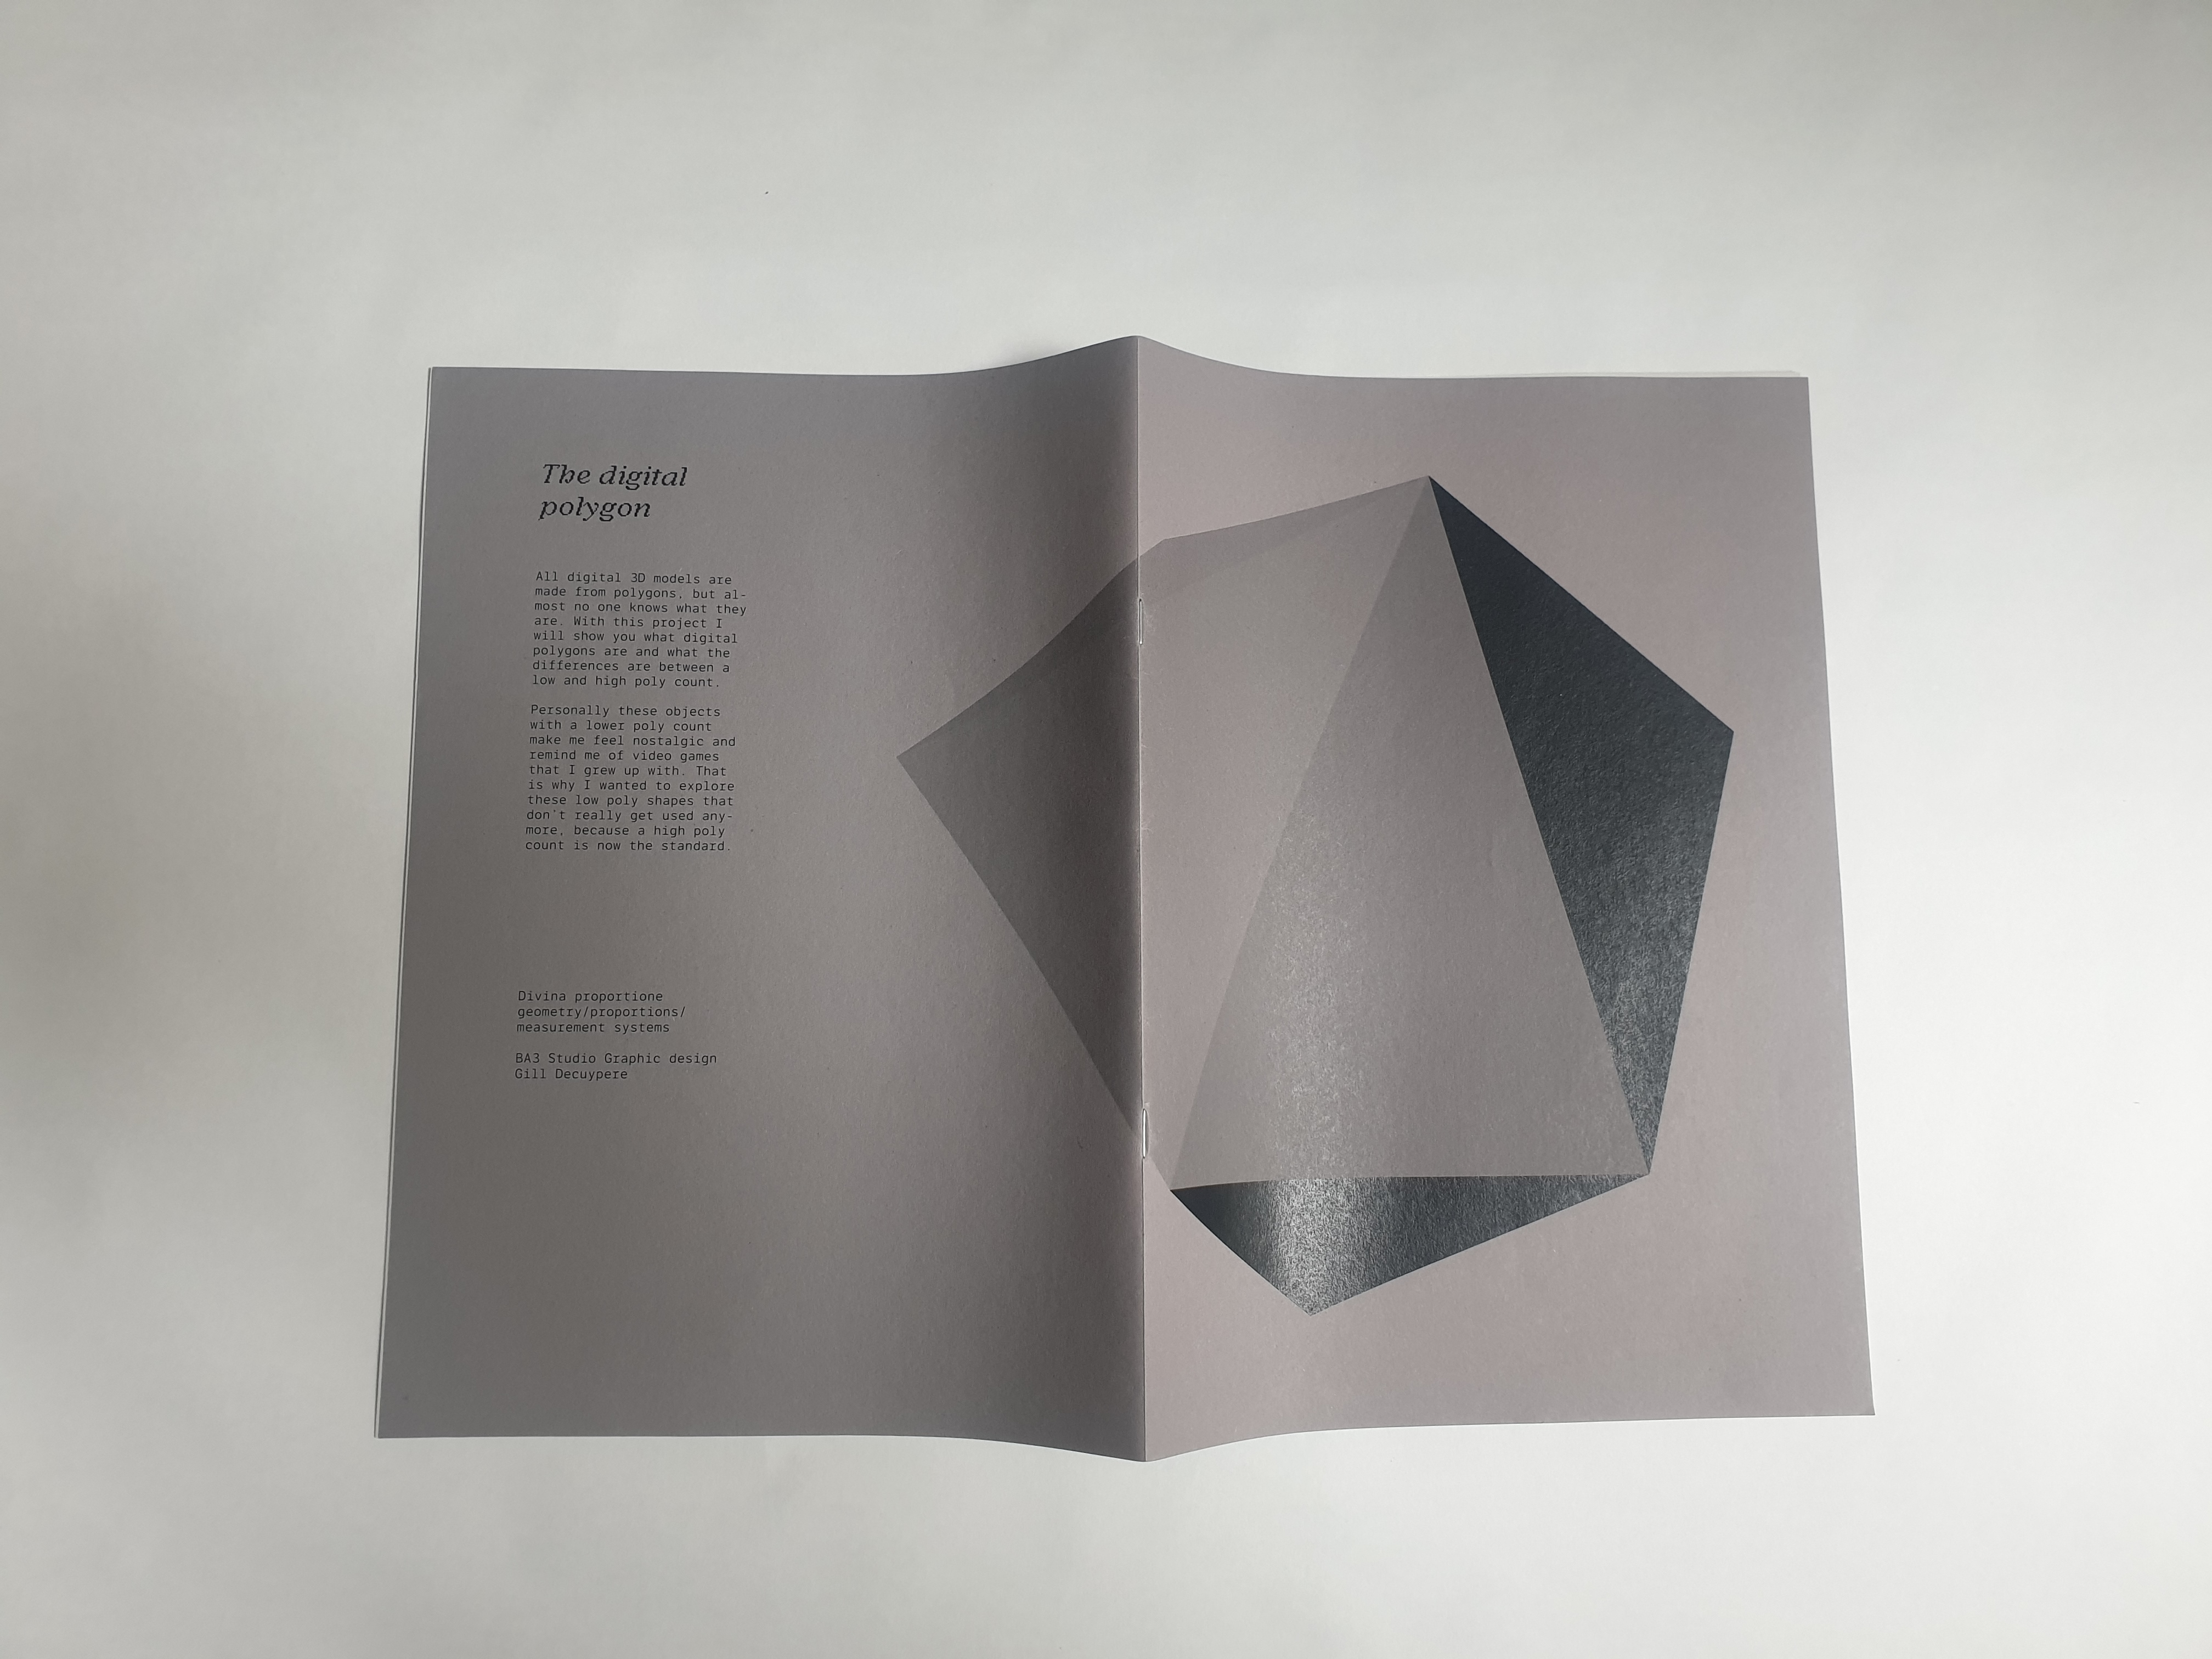 The digital
polygon
All digital 3D models are
made from polygons, but al-
most no one knows what they
are. With this project I
will show you what digital
polygons are and what the
differences are between a
low and high poly count.
Personally these objects
with a lower poly count
make me feel nostalgic and
remind me of video games
that I grew up with. That
is why I wanted to explore
these low poly shapes that
don't really get used any-
more, because a high poly
count is now the standard.
Divina proportione
geometry/proportions/
measurement systems
BA3 Studio Graphic design
Gill Decuypere